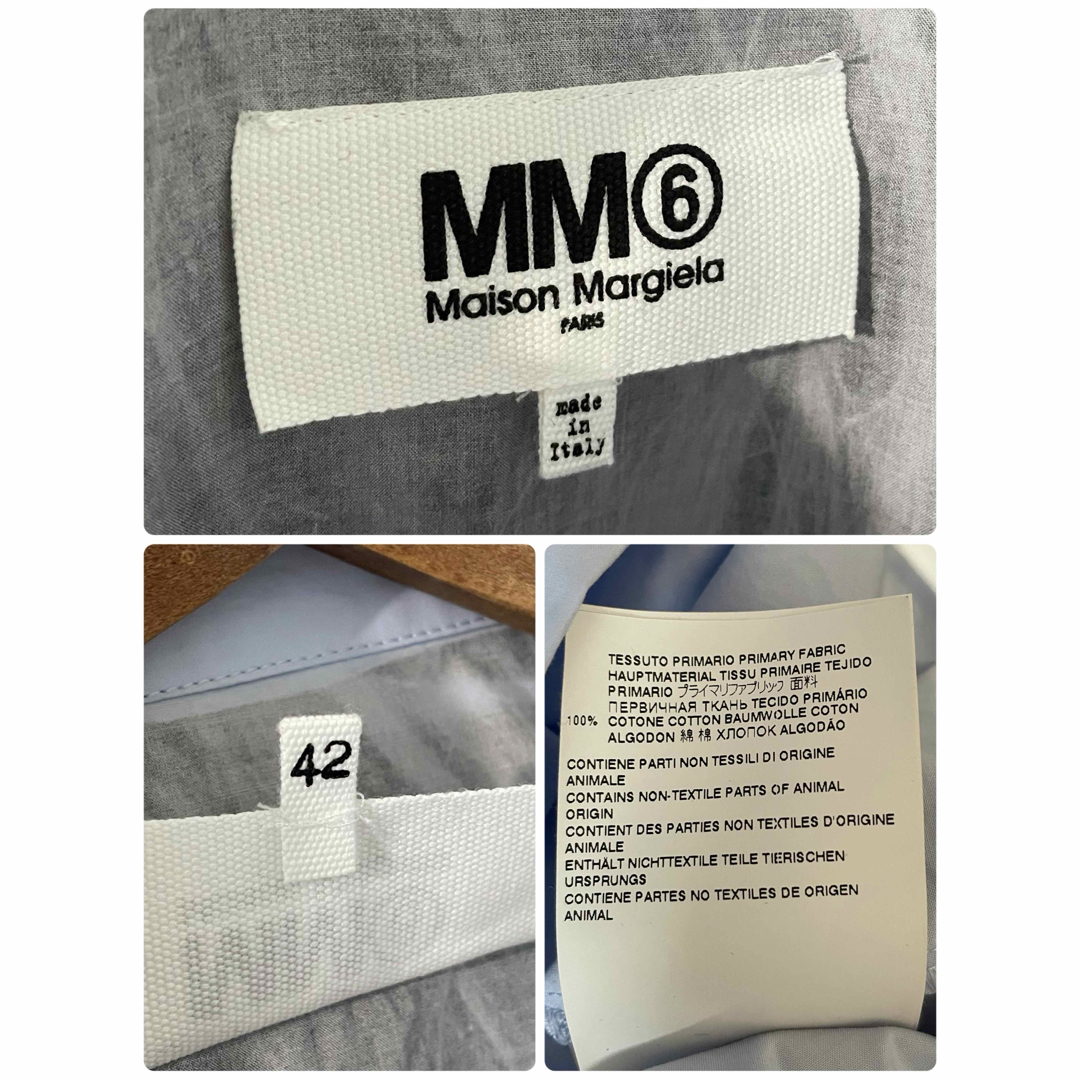 MM⑥
Maison Margiela
PARIS
made
in
Italy
42
TESSUTO PRIMARIO PRIMARY FABRIC
HAUPTMATERIAL TISSU PRIMAIRE TEJIDO
PRIMARIO プライマリファブリック 面料
ПЕРВИЧНАЯ ТКАНЬ TECIDO PRIMÁRIO
100% COTONE COTTON BAUMWOLLE COTON
ALGODON 綿 棉 ХЛОПОК ALGODÃO
CONTIENE PARTI NON TESSILI DI ORIGINE
ANIMALE
CONTAINS NON-TEXTILE PARTS OF ANIMAL
ORIGIN
CONTIENT DES PARTIES NON TEXTILES D'ORIGINE
ANIMALE
ENTHÄLT NICHTTEXTILE TEILE TIERISCHEN
URSPRUNGS
CONTIENE PARTES NO TEXTILES DE ORIGEN
ANIMAL